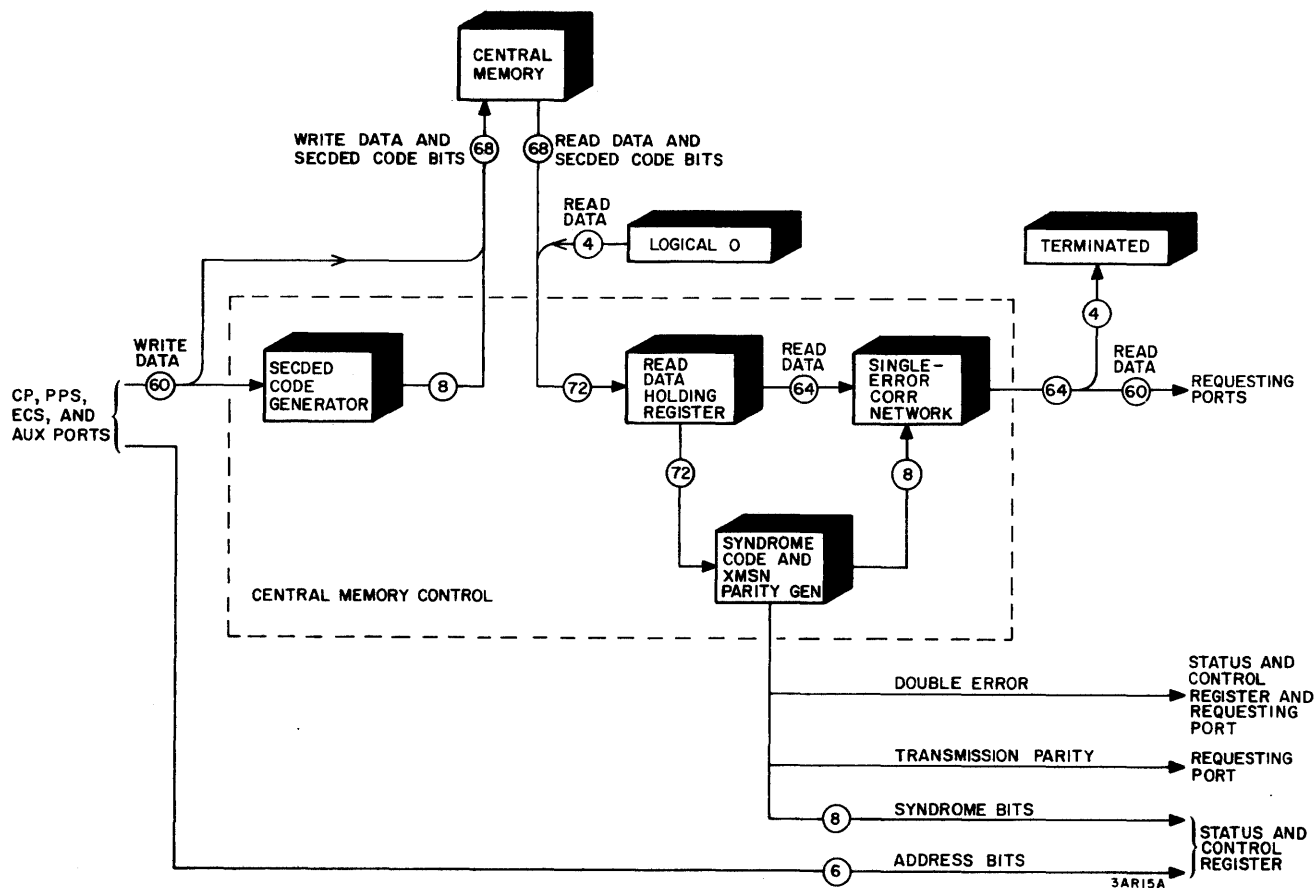 CENTRAL
MEMORY
WRITE DATA AND
SECDED CODE BITS
68
68
READ DATA AND
SECDED CODE BITS
READ
DATA
4
LOGICAL 0
TERMINATED
4
WRITE
DATA
60
CP, PPS,
ECS, AND
AUX PORTS
SECDED
CODE
GENERATOR
8
72
READ
DATA
HOLDING
REGISTER
READ
DATA
64
SINGLE-
ERROR
CORR
NETWORK
64
READ
DATA
60
REQUESTING
PORTS
72
8
SYNDROME
CODE AND
XMSN
PARITY GEN
CENTRAL MEMORY CONTROL
DOUBLE ERROR
STATUS AND
CONTROL
REGISTER AND
REQUESTING
PORT
TRANSMISSION PARITY
REQUESTING
PORT
8
SYNDROME BITS
6
ADDRESS BITS
STATUS AND
CONTROL
REGISTER
3AR15A